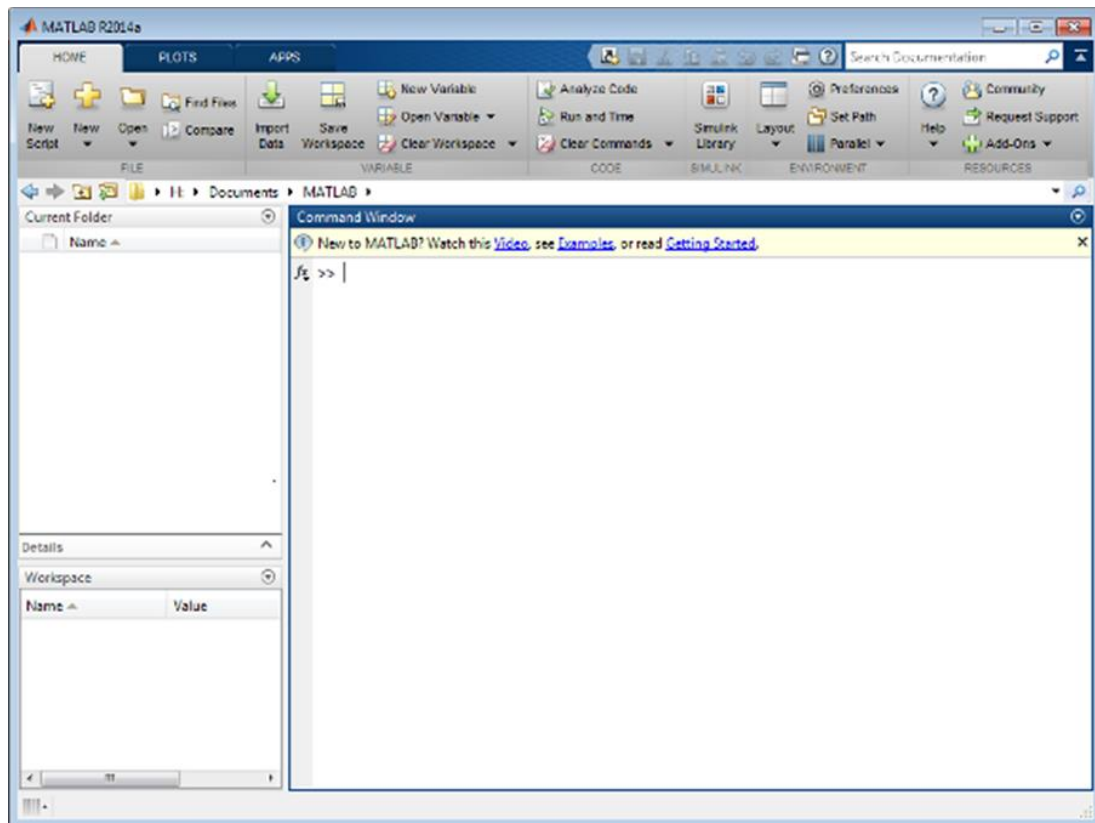 MATLAB R2014a
HOME PLOTS APPS Search Documentation
New Script New Open Find Files Compare Import Data Save Workspace New Variable Open Variable Clear Workspace Analyze Code Run and Time Clear Commands Simulink Library Layout Preferences Set Path Parallel Help Community Request Support Add-Ons
FILE VARIABLE CODE SIMULINK ENVIRONMENT RESOURCES
H: Documents MATLAB
Current Folder
Name
Command Window
New to MATLAB? Watch this Video, see Examples, or read Getting Started.
fx >>
Details
Workspace
Name Value